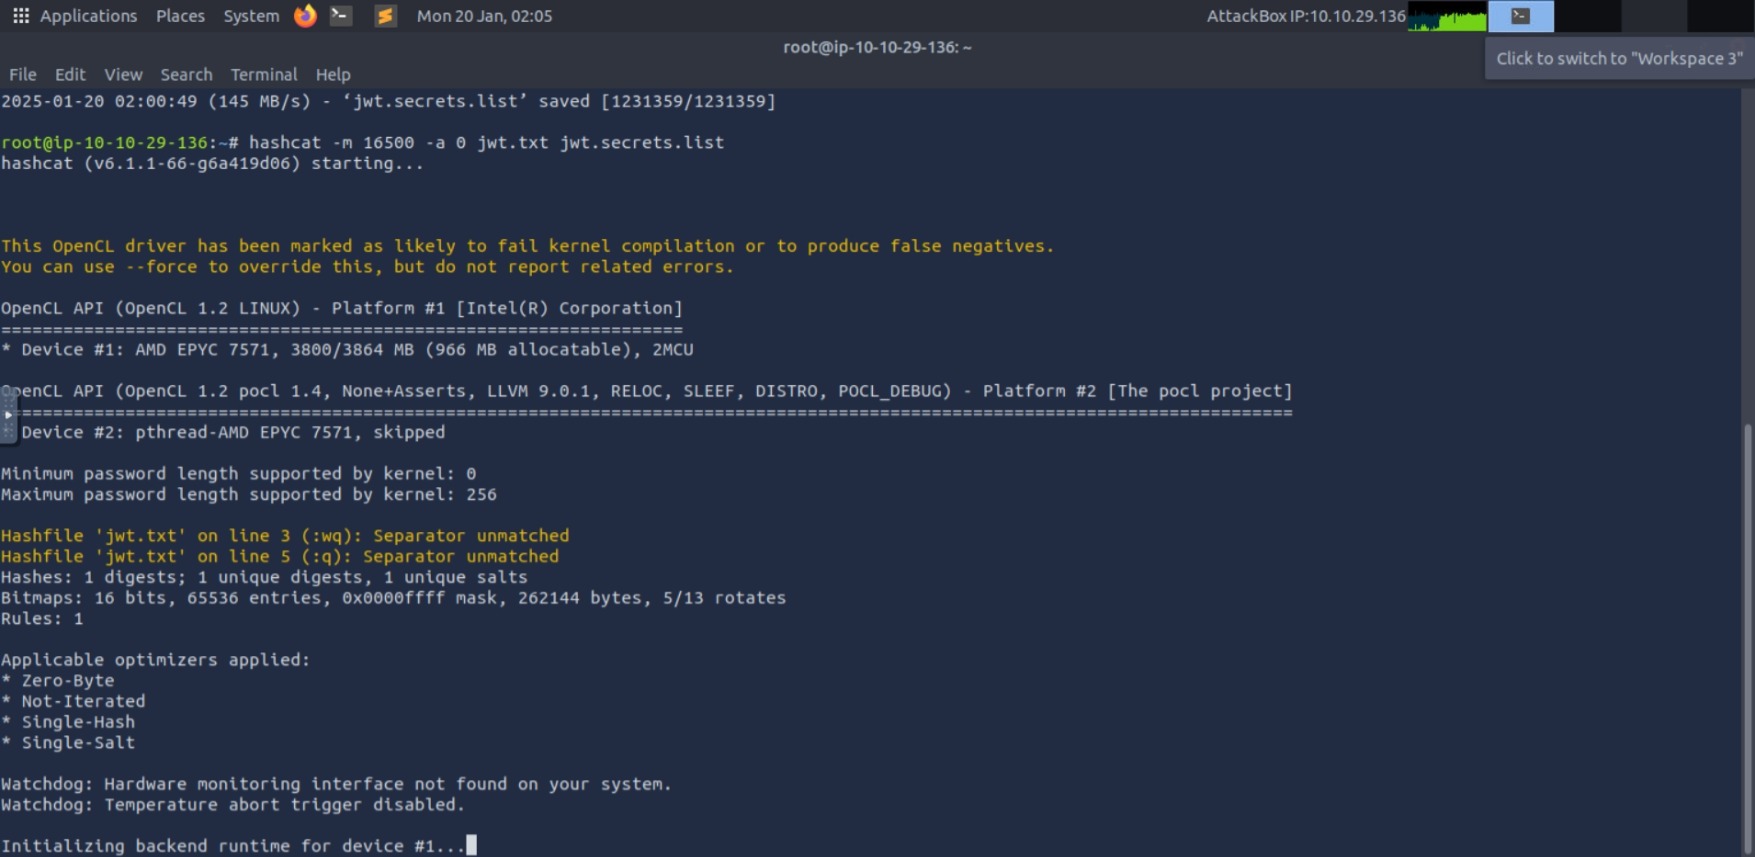 Applications Places System Mon 20 Jan, 02:05 AttackBox IP:10.10.29.136
root@ip-10-10-29-136: ~
Click to switch to "Workspace 3"
File Edit View Search Terminal Help
2025-01-20 02:00:49 (145 MB/s) - ‘jwt.secrets.list’ saved [1231359/1231359]
root@ip-10-10-29-136:~# hashcat -m 16500 -a 0 jwt.txt jwt.secrets.list
hashcat (v6.1.1-66-g6a419d06) starting...
This OpenCL driver has been marked as likely to fail kernel compilation or to produce false negatives.
You can use --force to override this, but do not report related errors.
OpenCL API (OpenCL 1.2 LINUX) - Platform #1 [Intel(R) Corporation]
==================================================================
* Device #1: AMD EPYC 7571, 3800/3864 MB (966 MB allocatable), 2MCU
OpenCL API (OpenCL 1.2 pocl 1.4, None+Asserts, LLVM 9.0.1, RELOC, SLEEF, DISTRO, POCL_DEBUG) - Platform #2 [The pocl project]
=============================================================================================================================
Device #2: pthread-AMD EPYC 7571, skipped
Minimum password length supported by kernel: 0
Maximum password length supported by kernel: 256
Hashfile 'jwt.txt' on line 3 (:wq): Separator unmatched
Hashfile 'jwt.txt' on line 5 (:q): Separator unmatched
Hashes: 1 digests; 1 unique digests, 1 unique salts
Bitmaps: 16 bits, 65536 entries, 0x0000ffff mask, 262144 bytes, 5/13 rotates
Rules: 1
Applicable optimizers applied:
* Zero-Byte
* Not-Iterated
* Single-Hash
* Single-Salt
Watchdog: Hardware monitoring interface not found on your system.
Watchdog: Temperature abort trigger disabled.
Initializing backend runtime for device #1...